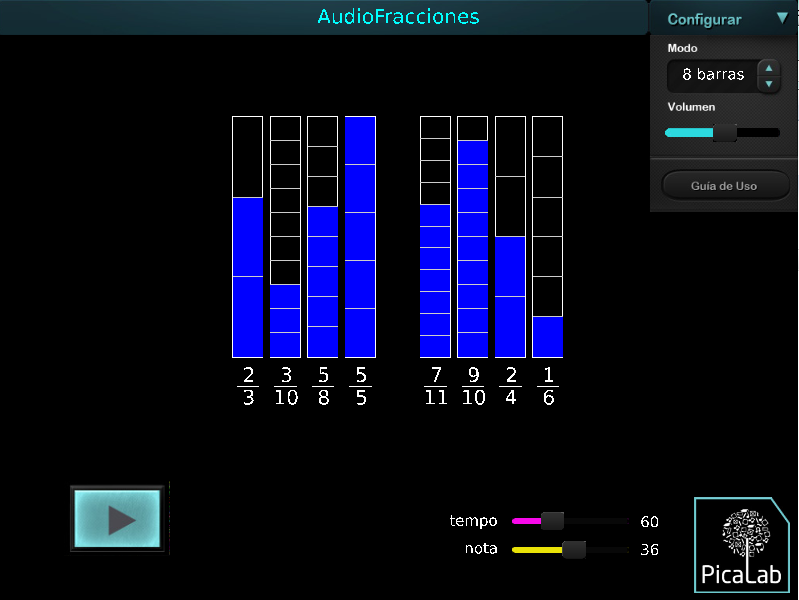 AudioFracciones
Configurar
Modo
8 barras
Volumen
Guía de Uso
2 3 5 5 7 9 2 1
3 10 8 5 11 10 4 6
tempo 60
nota 36
PicaLab